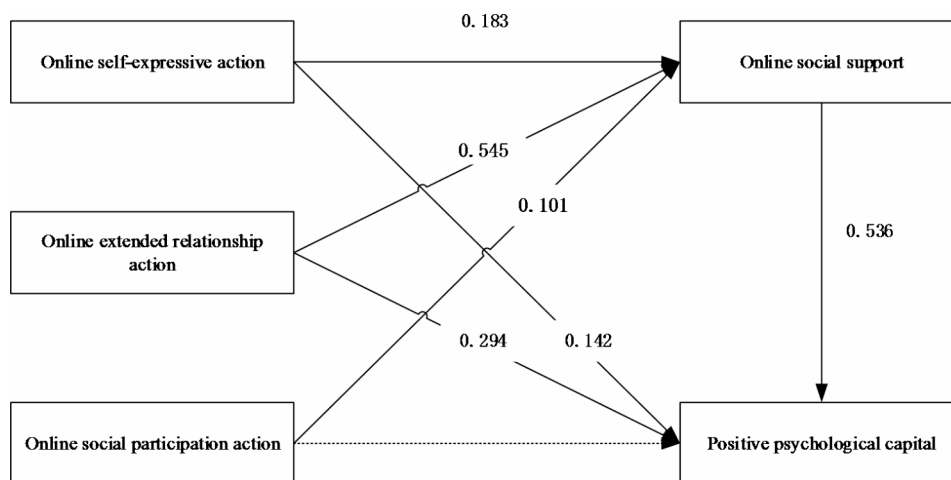 0. 183
Online self-expressive action
Online social support
0. 545
0. 101
Online extended relationship
action
0. 536
0. 294
0. 142
Online social participation action
Positive psychological capital